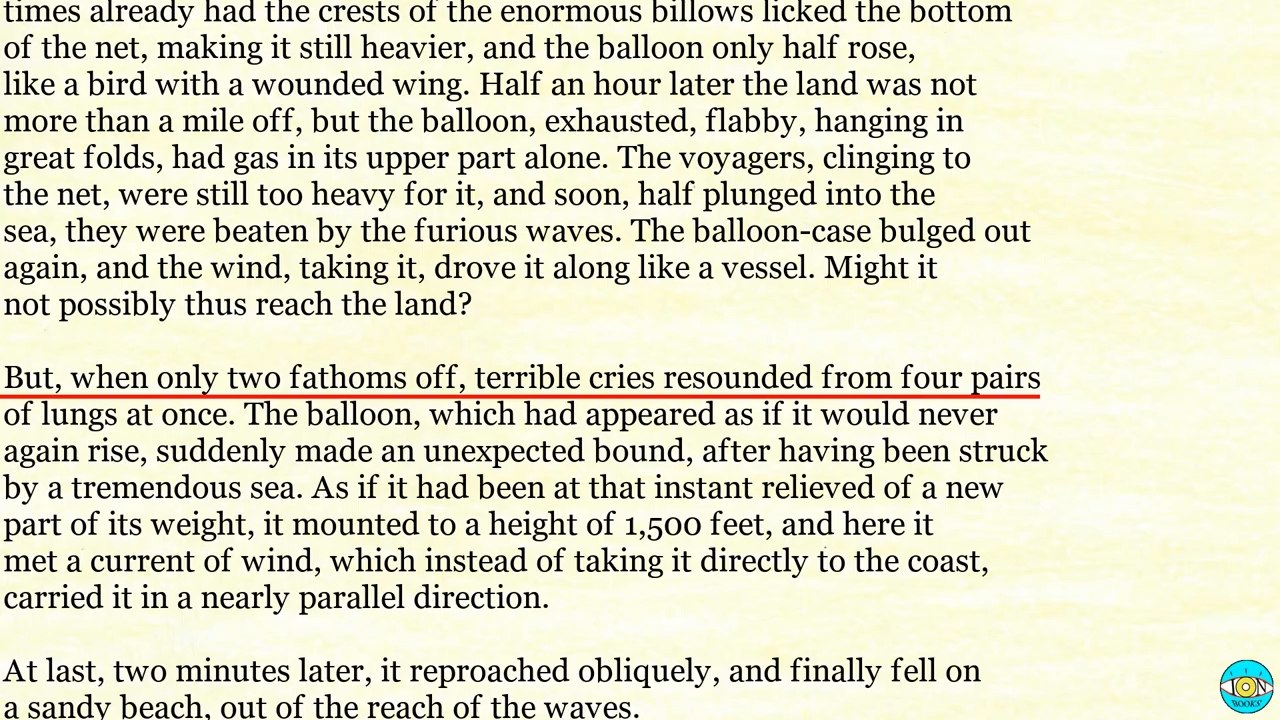 times already had the crests of the enormous billows licked the bottom
of the net, making it still heavier, and the balloon only half rose,
like a bird with a wounded wing. Half an hour later the land was not
more than a mile off, but the balloon, exhausted, flabby, hanging in
great folds, had gas in its upper part alone. The voyagers, clinging to
the net, were still too heavy for it, and soon, half plunged into the
sea, they were beaten by the furious waves. The balloon-case bulged out
again, and the wind, taking it, drove it along like a vessel. Might it
not possibly thus reach the land?
But, when only two fathoms off, terrible cries resounded from four pairs
of lungs at once. The balloon, which had appeared as if it would never
again rise, suddenly made an unexpected bound, after having been struck
by a tremendous sea. As if it had been at that instant relieved of a new
part of its weight, it mounted to a height of 1,500 feet, and here it
met a current of wind, which instead of taking it directly to the coast,
carried it in a nearly parallel direction.
At last, two minutes later, it reproached obliquely, and finally fell on
a sandy beach, out of the reach of the waves.
ION
BOOKS